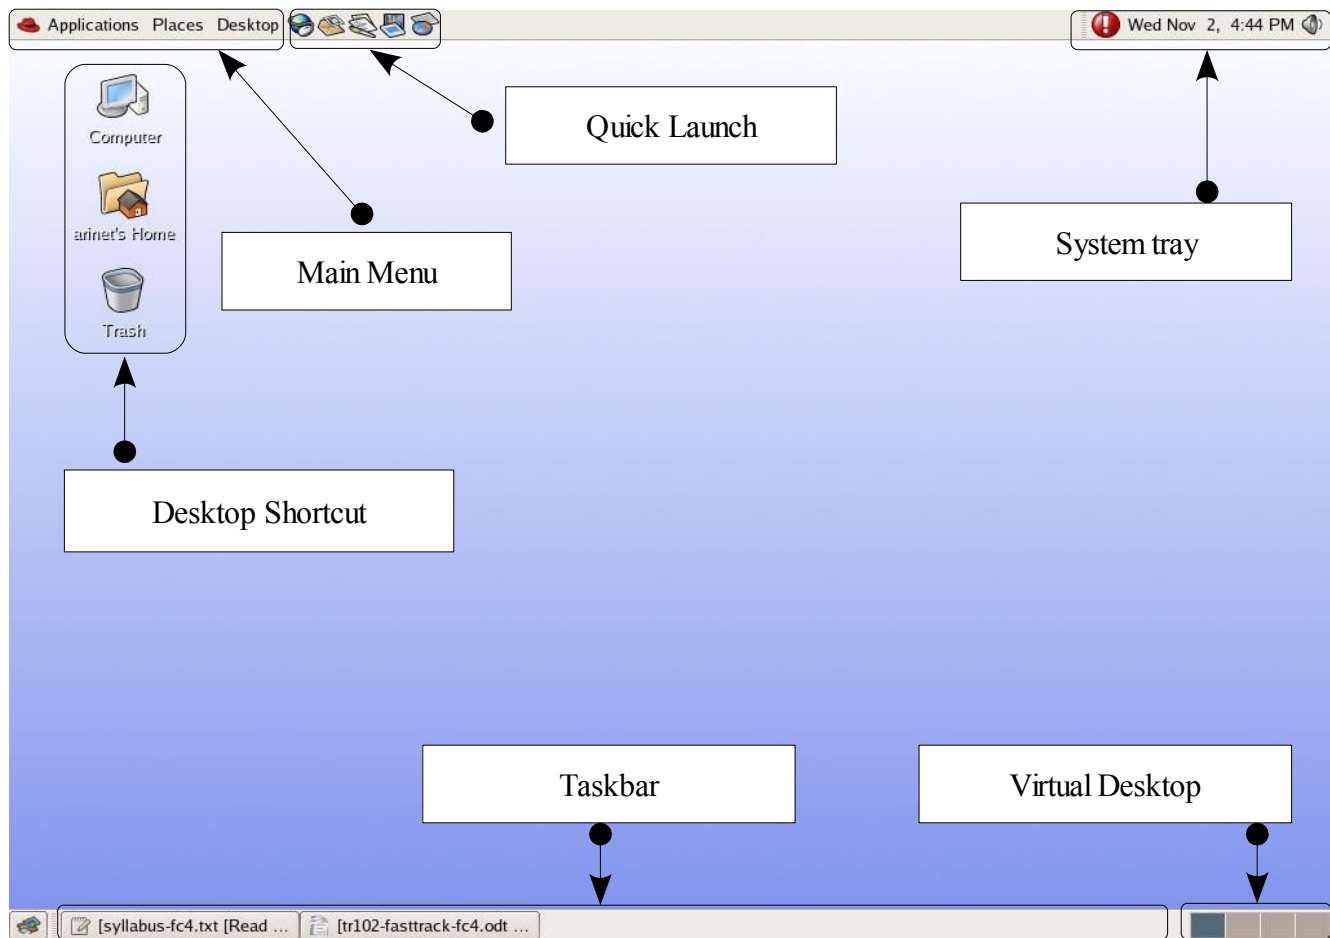 Applications Places Desktop
Wed Nov 2, 4:44 PM
Computer
arinet's Home
Trash
Quick Launch
Main Menu
System tray
Desktop Shortcut
Taskbar
Virtual Desktop
[syllabus-fc4.txt [Read ...
[tr102-fasttrack-fc4.odt ...